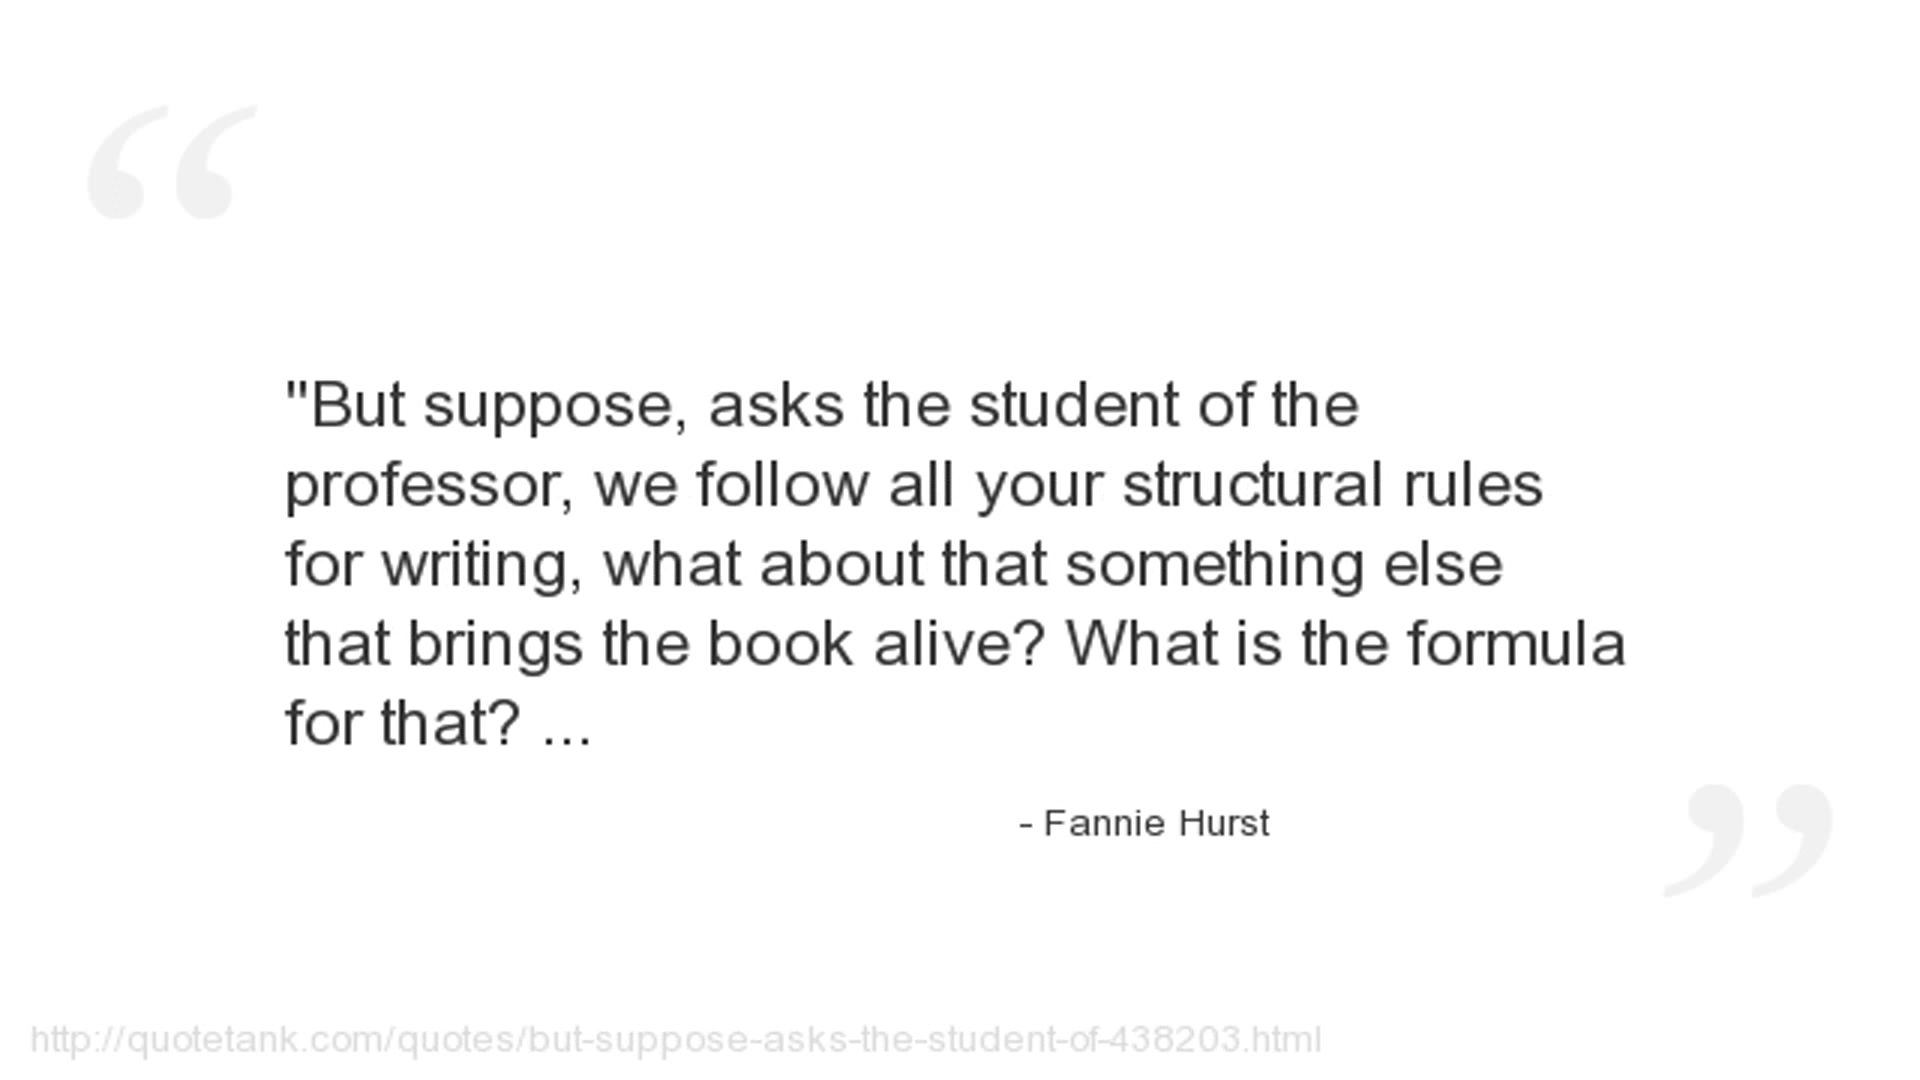 "But suppose, asks the student of the
professor, we follow all your structural rules
for writing, what about that something else
that brings the book alive? What is the formula
for that? ...
- Fannie Hurst
http://quotetank.com/quotes/but-suppose-asks-the-student-of-438203.html